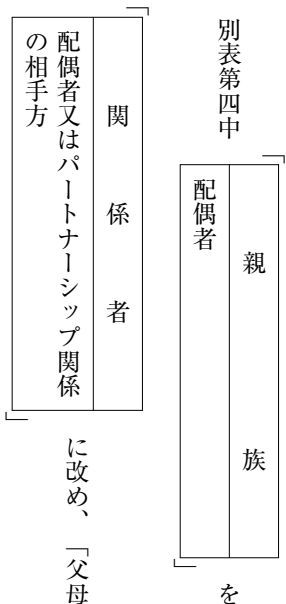 別表第四中
「
親族
配偶者
」
を
「
関係者
配偶者又はパートナーシップ関係
の相手方
」
に改め、「父母